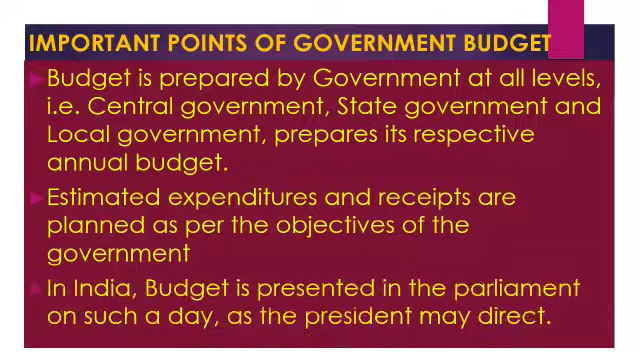 IMPORTANT POINTS OF GOVERNMENT BUDGET
Budget is prepared by Government at all levels,
i.e. Central government, State government and
Local government, prepares its respective
annual budget.
Estimated expenditures and receipts are
planned as per the objectives of the
government
In India, Budget is presented in the parliament
on such a day, as the president may direct.